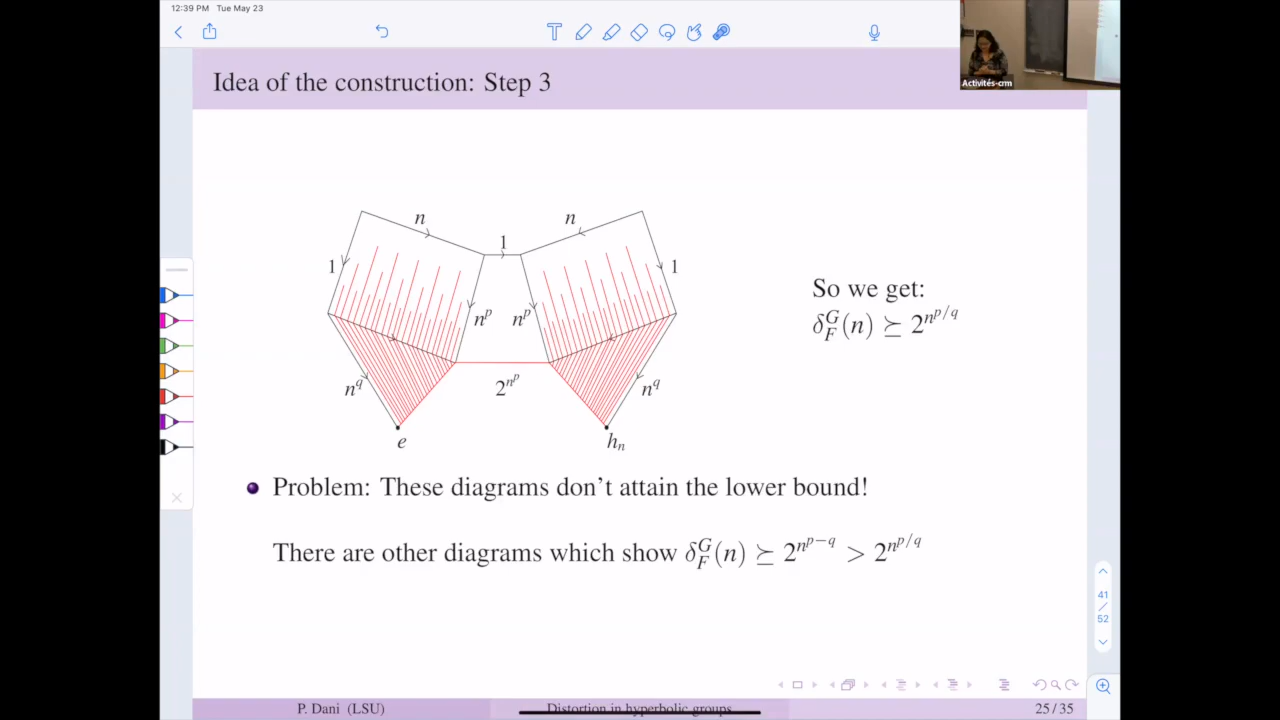 12:39 PM Tue May 23
Activités-crm
Idea of the construction: Step 3
n n
1
1 1
n^p n^p
So we get:
δ_F^G(n) ⪰ 2^{n^{p/q}}
n^q 2^{n^p} n^q
e h_n
Problem: These diagrams don't attain the lower bound!
There are other diagrams which show δ_F^G(n) ⪰ 2^{n^{p−q}} > 2^{n^{p/q}}
41
/
52
P. Dani (LSU) Distortion in hyperbolic groups 25 / 35